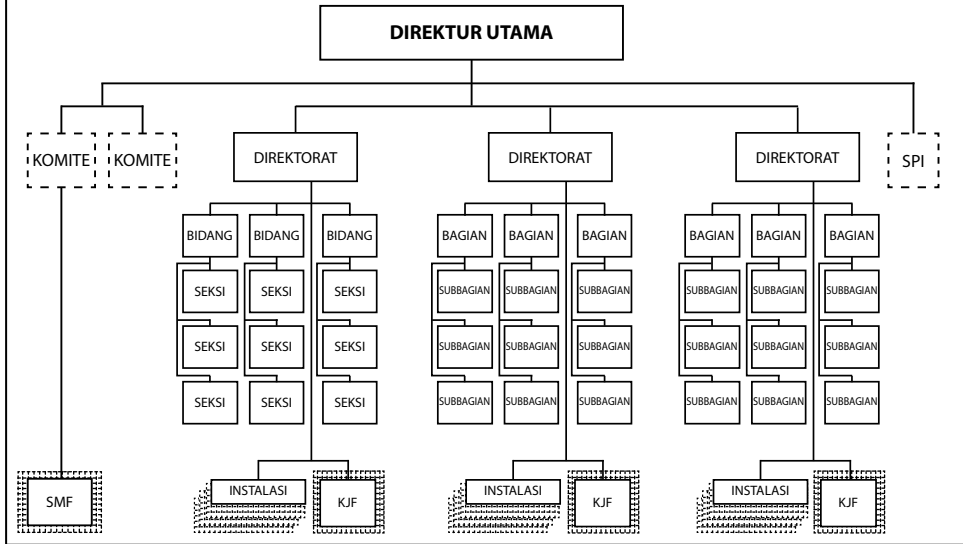 DIREKTUR UTAMA
KOMITE KOMITE DIREKTORAT DIREKTORAT DIREKTORAT SPI
BIDANG BIDANG BIDANG BAGIAN BAGIAN BAGIAN BAGIAN BAGIAN BAGIAN
SEKSI SEKSI SEKSI SUBBAGIAN SUBBAGIAN SUBBAGIAN SUBBAGIAN SUBBAGIAN SUBBAGIAN
SEKSI SEKSI SEKSI SUBBAGIAN SUBBAGIAN SUBBAGIAN SUBBAGIAN SUBBAGIAN SUBBAGIAN
SEKSI SEKSI SEKSI SUBBAGIAN SUBBAGIAN SUBBAGIAN SUBBAGIAN SUBBAGIAN SUBBAGIAN
SMF INSTALASI KJF INSTALASI KJF INSTALASI KJF